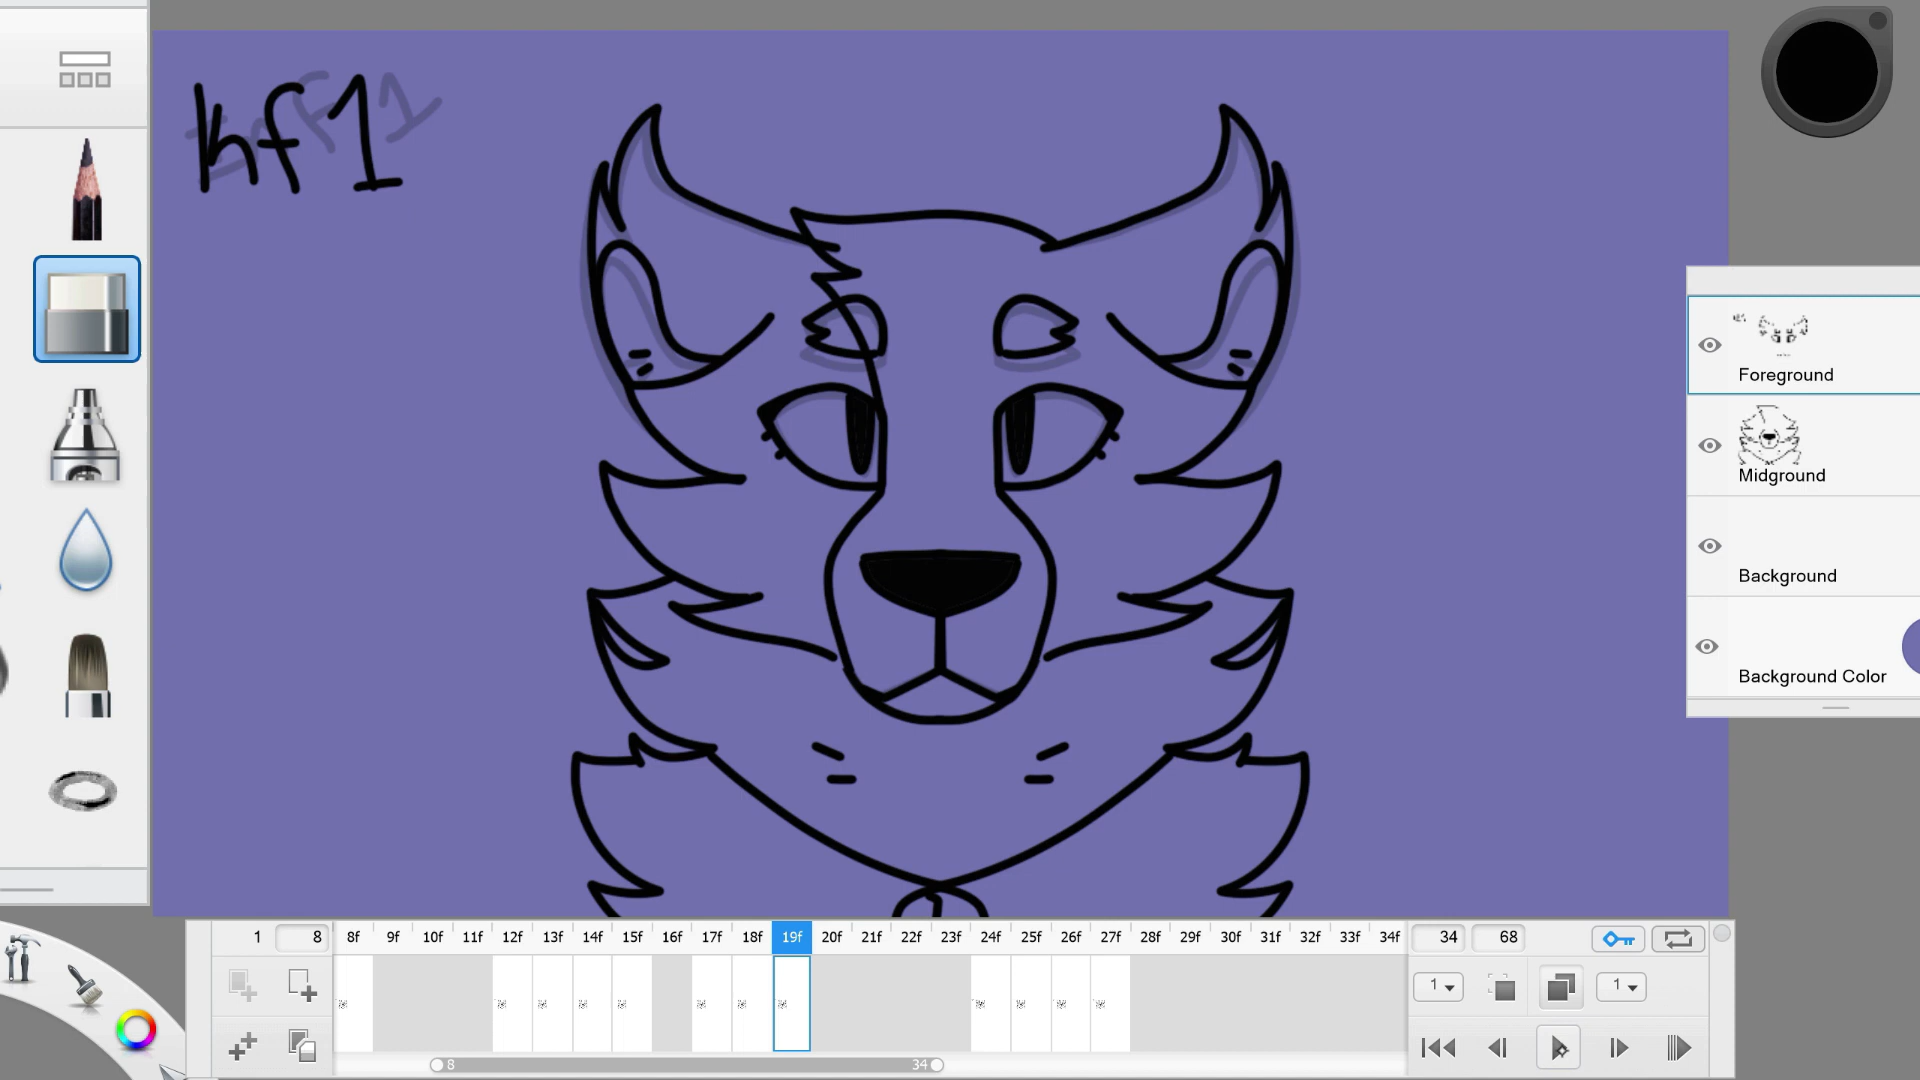 kf1
Foreground
Midground
Background
Background Color
1 8 8f 9f 10f 11f 12f 13f 14f 15f 16f 17f 18f 19f 20f 21f 22f 23f 24f 25f 26f 27f 28f 29f 30f 31f 32f 33f 34f 34 68
1 1
8 34